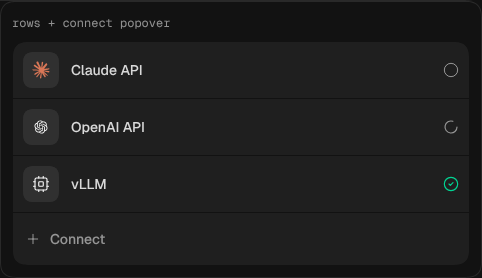 rows + connect popover
Claude API
OpenAI API
vLLM
+ Connect